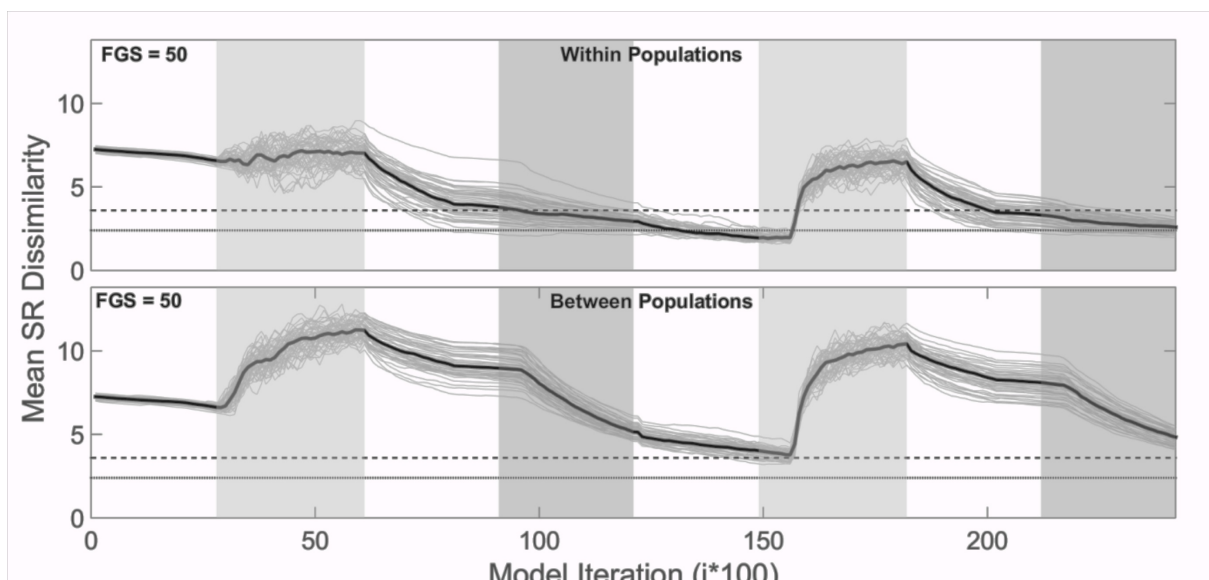 FGS = 50
Within Populations
10
5
0
FGS = 50
Between Populations
10
5
0
Mean SR Dissimilarity
0 50 100 150 200
Model Iteration (i*100)